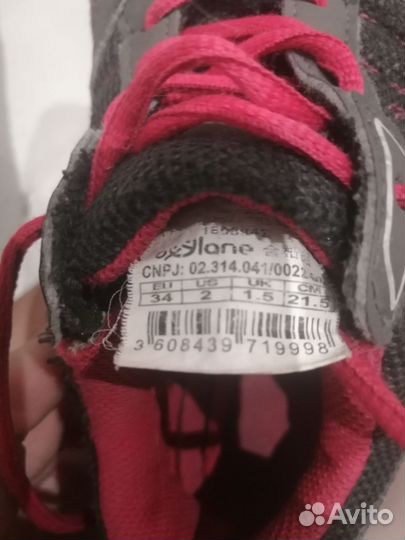 oxylane
CNPJ: 02.314.041/0022
EU US UK CM
34 2 1.5 21.5
3 608439 719998
Avito